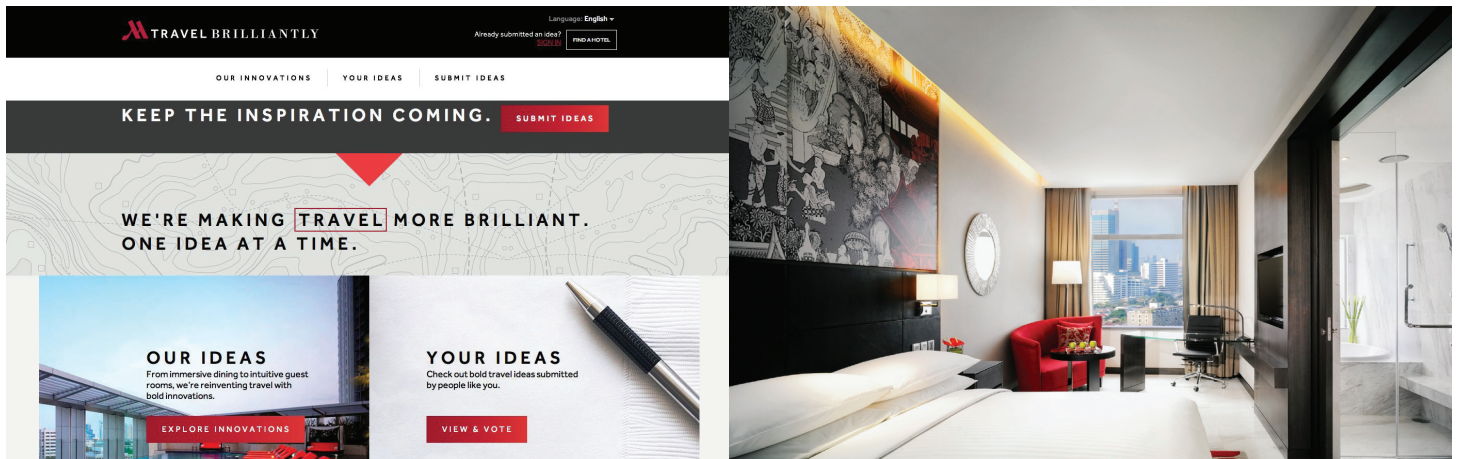 TRAVEL BRILLIANTLY
Language: English
Already submitted an idea?
SIGN IN
FIND A HOTEL
OUR INNOVATIONS
YOUR IDEAS
SUBMIT IDEAS
KEEP THE INSPIRATION COMING.
SUBMIT IDEAS
WE'RE MAKING TRAVEL MORE BRILLIANT.
ONE IDEA AT A TIME.
OUR IDEAS
From immersive dining to intuitive guest
rooms, we're reinventing travel with
bold innovations.
EXPLORE INNOVATIONS
YOUR IDEAS
Check out bold travel ideas submitted
by people like you.
VIEW & VOTE